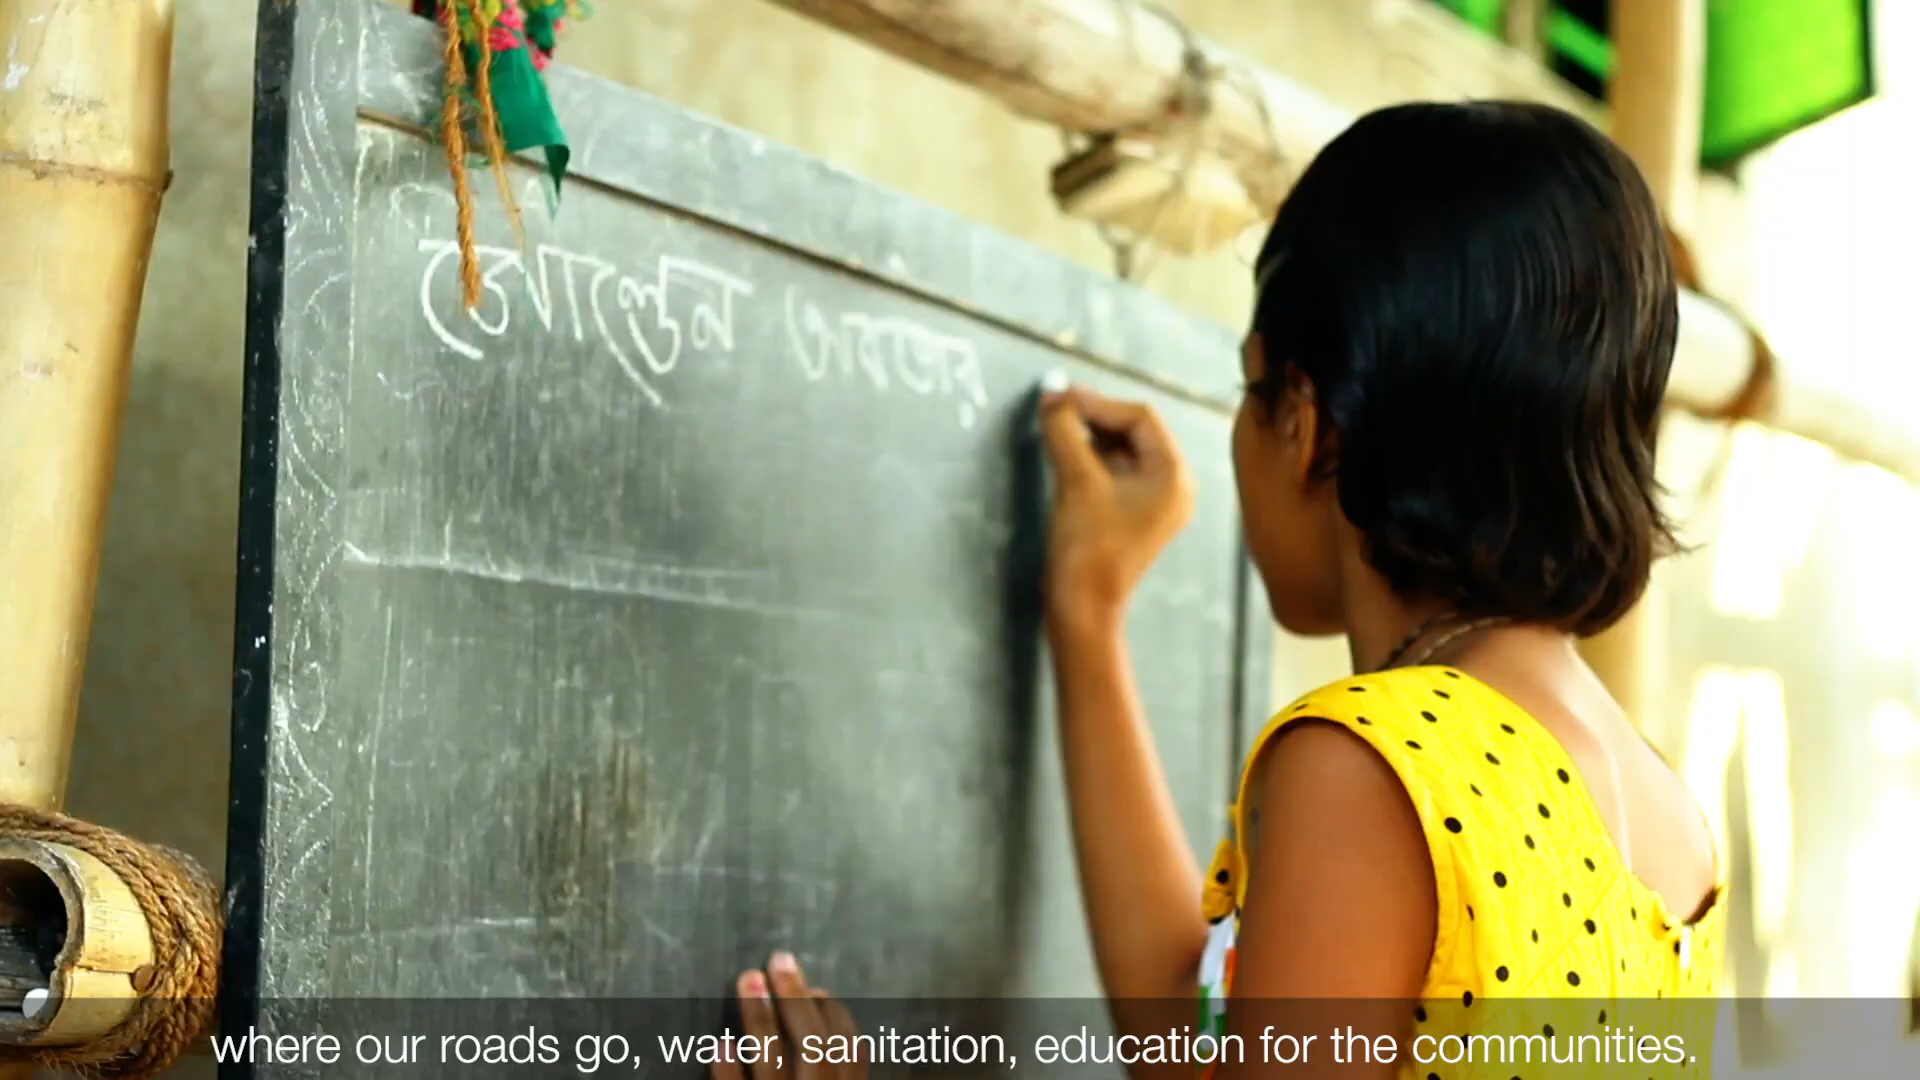 গোল্ডেন
where our roads go, water, sanitation, education for the communities.